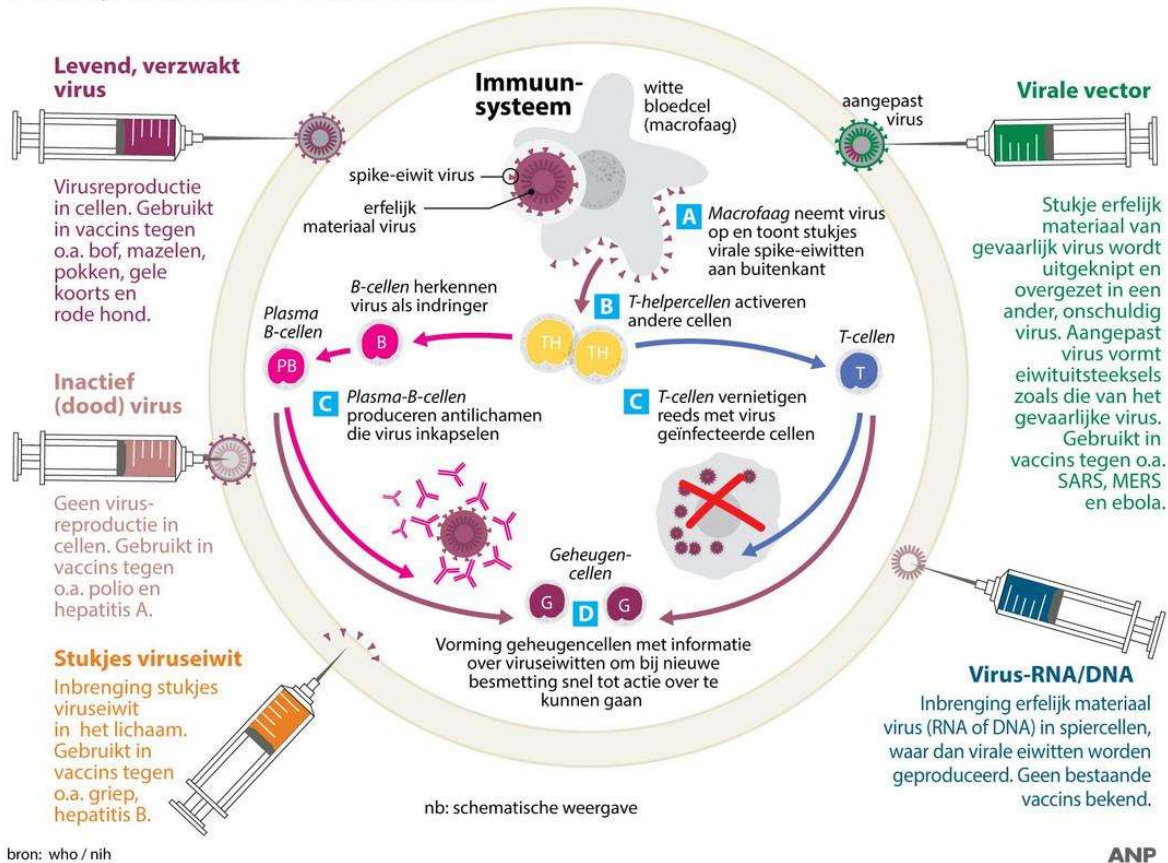 Levend, verzwakt
virus
Virusreproductie
in cellen. Gebruikt
in vaccins tegen
o.a. bof, mazelen,
pokken, gele
koorts en
rode hond.
Inactief
(dood) virus
Geen virus-
reproductie in
cellen. Gebruikt in
vaccins tegen
o.a. polio en
hepatitis A.
Stukjes viruseiwit
Inbrenging stukjes
viruseiwit
in het lichaam.
Gebruikt in
vaccins tegen
o.a. griep,
hepatitis B.
Immuun-
systeem
witte
bloedcel
(macrofaag)
spike-eiwit virus
erfelijk
materiaal virus
A
Macrofaag neemt virus
op en toont stukjes
virale spike-eiwitten
aan buitenkant
B-cellen herkennen
virus als indringer
B
T-helpercellen activeren
andere cellen
Plasma
B-cellen
PB
B
TH
TH
T-cellen
T
C
Plasma-B-cellen
produceren antilichamen
die virus inkapselen
C
T-cellen vernietigen
reeds met virus
geïnfecteerde cellen
Geheugen-
cellen
G
D
G
Vorming geheugencellen met informatie
over viruseiwitten om bij nieuwe
besmetting snel tot actie over te
kunnen gaan
nb: schematische weergave
aangepast
virus
Virale vector
Stukje erfelijk
materiaal van
gevaarlijk virus wordt
uitgeknipt en
overgezet in een
ander, onschuldig
virus. Aangepast
virus vormt
eiwituitsteeksels
zoals die van het
gevaarlijke virus.
Gebruikt in
vaccins tegen o.a.
SARS, MERS
en ebola.
Virus-RNA/DNA
Inbrenging erfelijk materiaal
virus (RNA of DNA) in spiercellen,
waar dan virale eiwitten worden
geproduceerd. Geen bestaande
vaccins bekend.
bron: who / nih
ANP